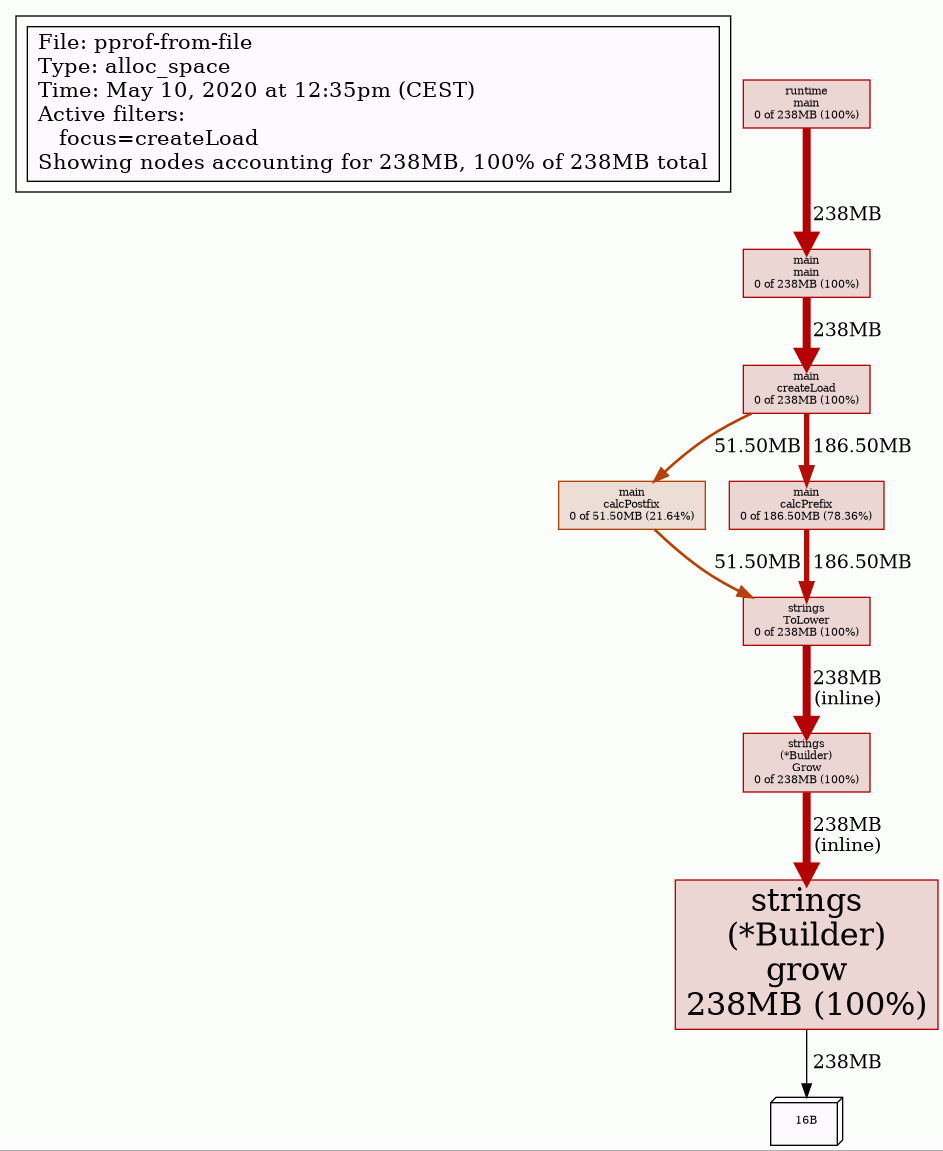 File: pprof-from-file
Type: alloc_space
Time: May 10, 2020 at 12:35pm (CEST)
Active filters:
focus=createLoad
Showing nodes accounting for 238MB, 100% of 238MB total
runtime
main
0 of 238MB (100%)
238MB
main
main
0 of 238MB (100%)
238MB
main
createLoad
0 of 238MB (100%)
51.50MB
186.50MB
main
calcPostfix
0 of 51.50MB (21.64%)
main
calcPrefix
0 of 186.50MB (78.36%)
51.50MB
186.50MB
strings
ToLower
0 of 238MB (100%)
238MB
(inline)
strings
(*Builder)
Grow
0 of 238MB (100%)
238MB
(inline)
strings
(*Builder)
grow
238MB (100%)
238MB
16B